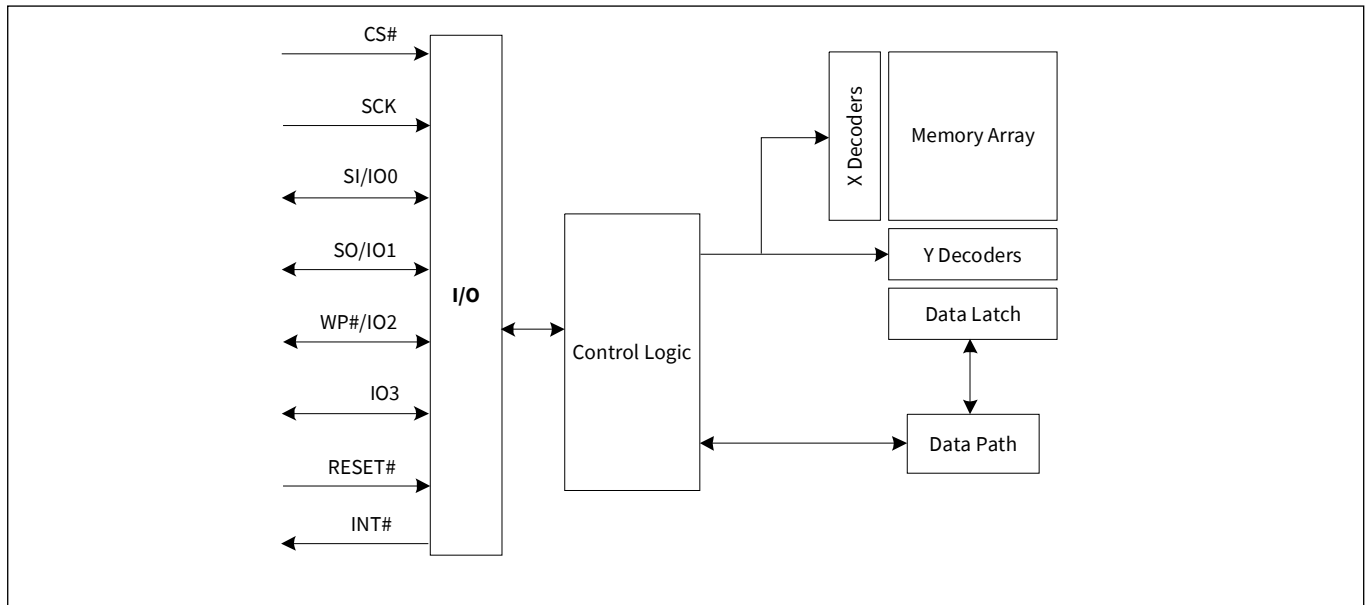 CS#
SCK
SI/IO0
SO/IO1
WP#/IO2
IO3
RESET#
INT#
I/O
Control Logic
X Decoders
Memory Array
Y Decoders
Data Latch
Data Path